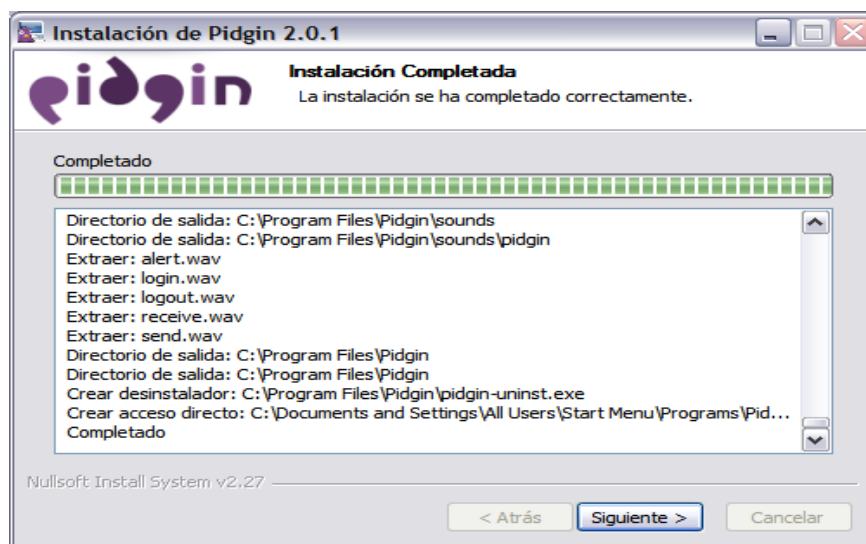 Instalación de Pidgin 2.0.1
pidgin
Instalación Completada
La instalación se ha completado correctamente.
Completado
Directorio de salida: C:\Program Files\Pidgin\sounds
Directorio de salida: C:\Program Files\Pidgin\sounds\pidgin
Extraer: alert.wav
Extraer: login.wav
Extraer: logout.wav
Extraer: receive.wav
Extraer: send.wav
Directorio de salida: C:\Program Files\Pidgin
Directorio de salida: C:\Program Files\Pidgin
Crear desinstalador: C:\Program Files\Pidgin\pidgin-uninst.exe
Crear acceso directo: C:\Documents and Settings\All Users\Start Menu\Programs\Pid...
Completado
Nullsoft Install System v2.27
< Atrás Siguiente > Cancelar